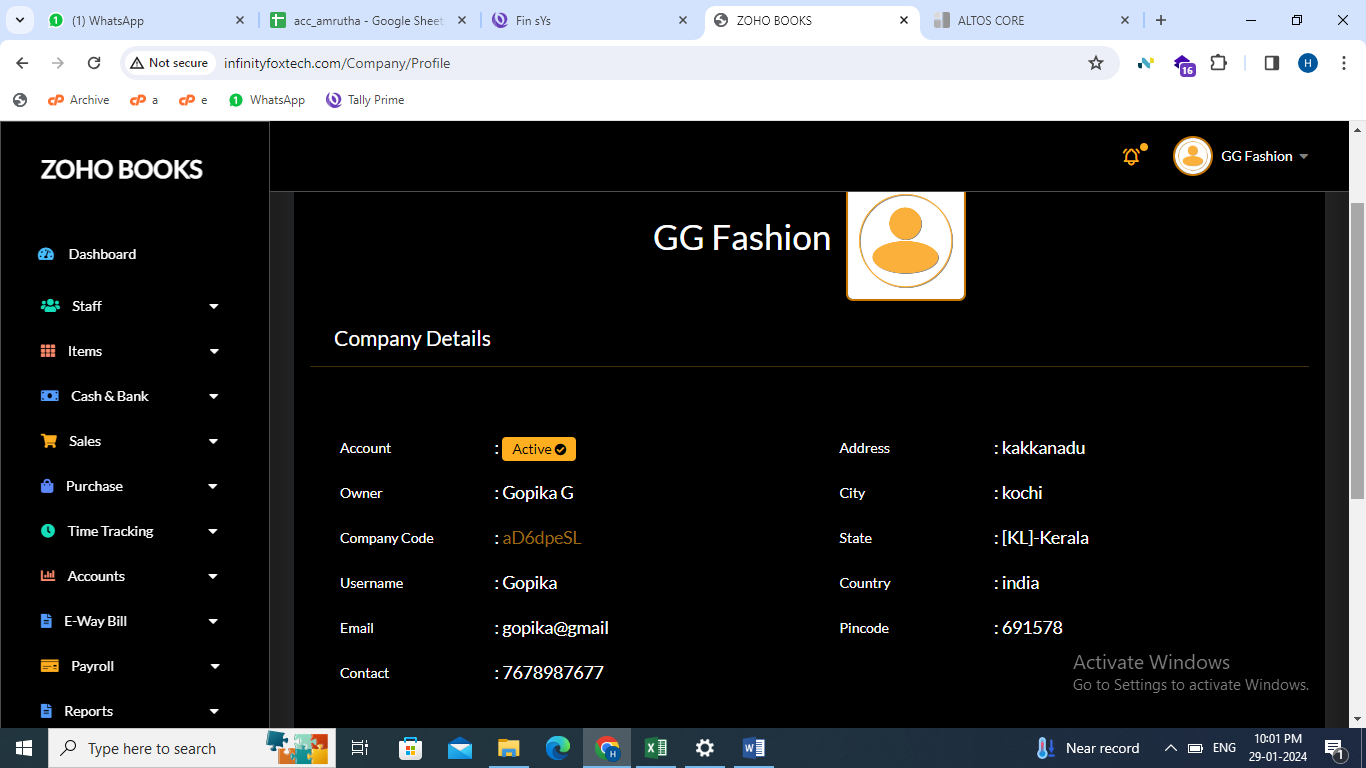 (1) WhatsApp
acc_amrutha - Google Sheet
Fin sYs
ZOHO BOOKS
ALTOS CORE
Not secure
infinityfoxtech.com/Company/Profile
16
H
Archive
a
e
WhatsApp
Tally Prime
ZOHO BOOKS
GG Fashion
Dashboard
Staff
Items
Cash & Bank
Sales
Purchase
Time Tracking
Accounts
E-Way Bill
Payroll
Reports
GG Fashion
Company Details
Account : Active
Owner : Gopika G
Company Code : aD6dpeSL
Username : Gopika
Email : gopika@gmail
Contact : 7678987677
Address : kakkanadu
City : kochi
State : [KL]-Kerala
Country : india
Pincode : 691578
Activate Windows
Go to Settings to activate Windows.
Type here to search
Near record
ENG
10:01 PM
29-01-2024
1